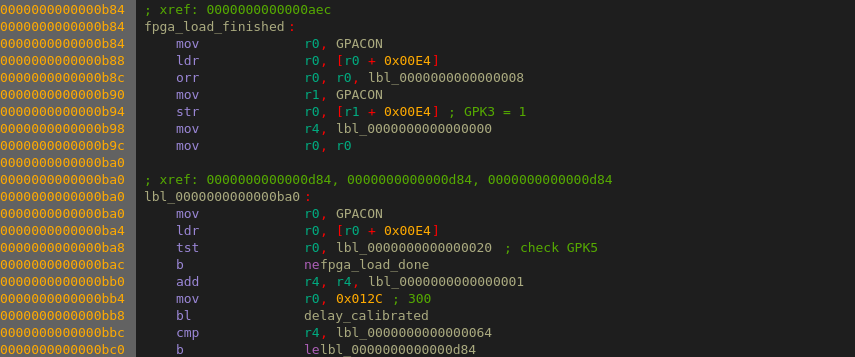 0000000000000b84 ; xref: 0000000000000aec
0000000000000b84 fpga_load_finished:
0000000000000b84 mov r0, GPACON
0000000000000b88 ldr r0, [r0 + 0x00E4]
0000000000000b8c orr r0, r0, lbl_0000000000000008
0000000000000b90 mov r1, GPACON
0000000000000b94 str r0, [r1 + 0x00E4] ; GPK3 = 1
0000000000000b98 mov r4, lbl_0000000000000000
0000000000000b9c mov r0, r0
0000000000000ba0
0000000000000ba0 ; xref: 0000000000000d84, 0000000000000d84, 0000000000000d84
0000000000000ba0 lbl_0000000000000ba0:
0000000000000ba0 mov r0, GPACON
0000000000000ba4 ldr r0, [r0 + 0x00E4]
0000000000000ba8 tst r0, lbl_0000000000000020 ; check GPK5
0000000000000bac b nefpga_load_done
0000000000000bb0 add r4, r4, lbl_0000000000000001
0000000000000bb4 mov r0, 0x012C ; 300
0000000000000bb8 bl delay_calibrated
0000000000000bbc cmp r4, lbl_0000000000000064
0000000000000bc0 b lelbl_0000000000000d84